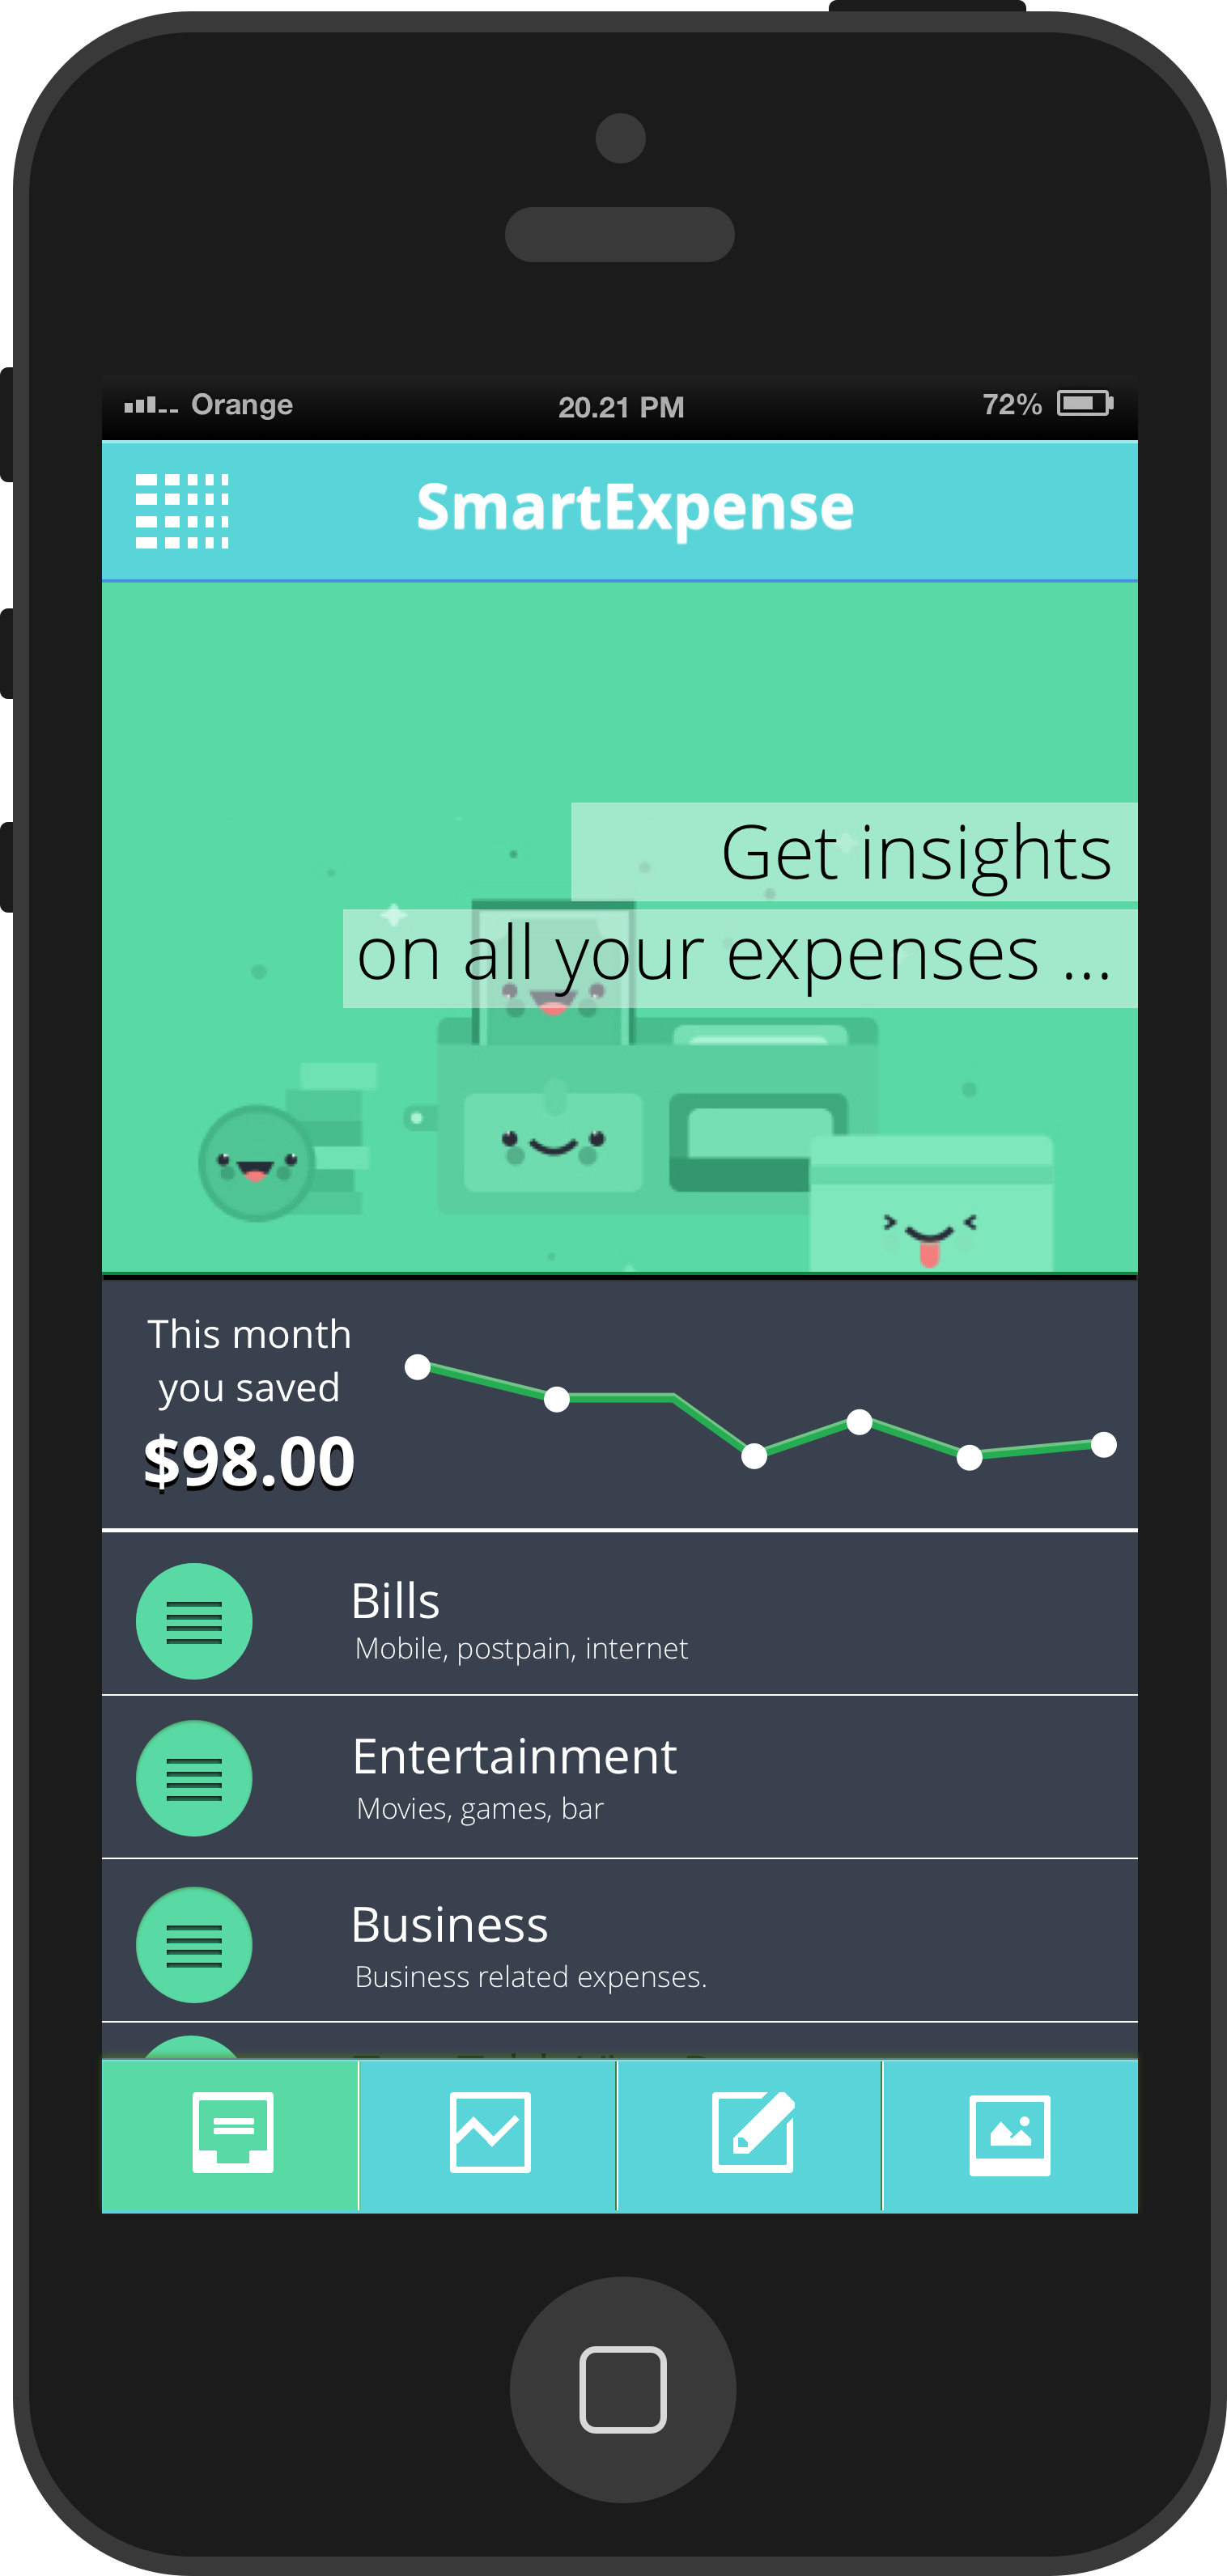 Orange 20.21 PM 72%
SmartExpense
Get insights
on all your expenses ...
This month
you saved
$98.00
Bills
Mobile, postpain, internet
Entertainment
Movies, games, bar
Business
Business related expenses.